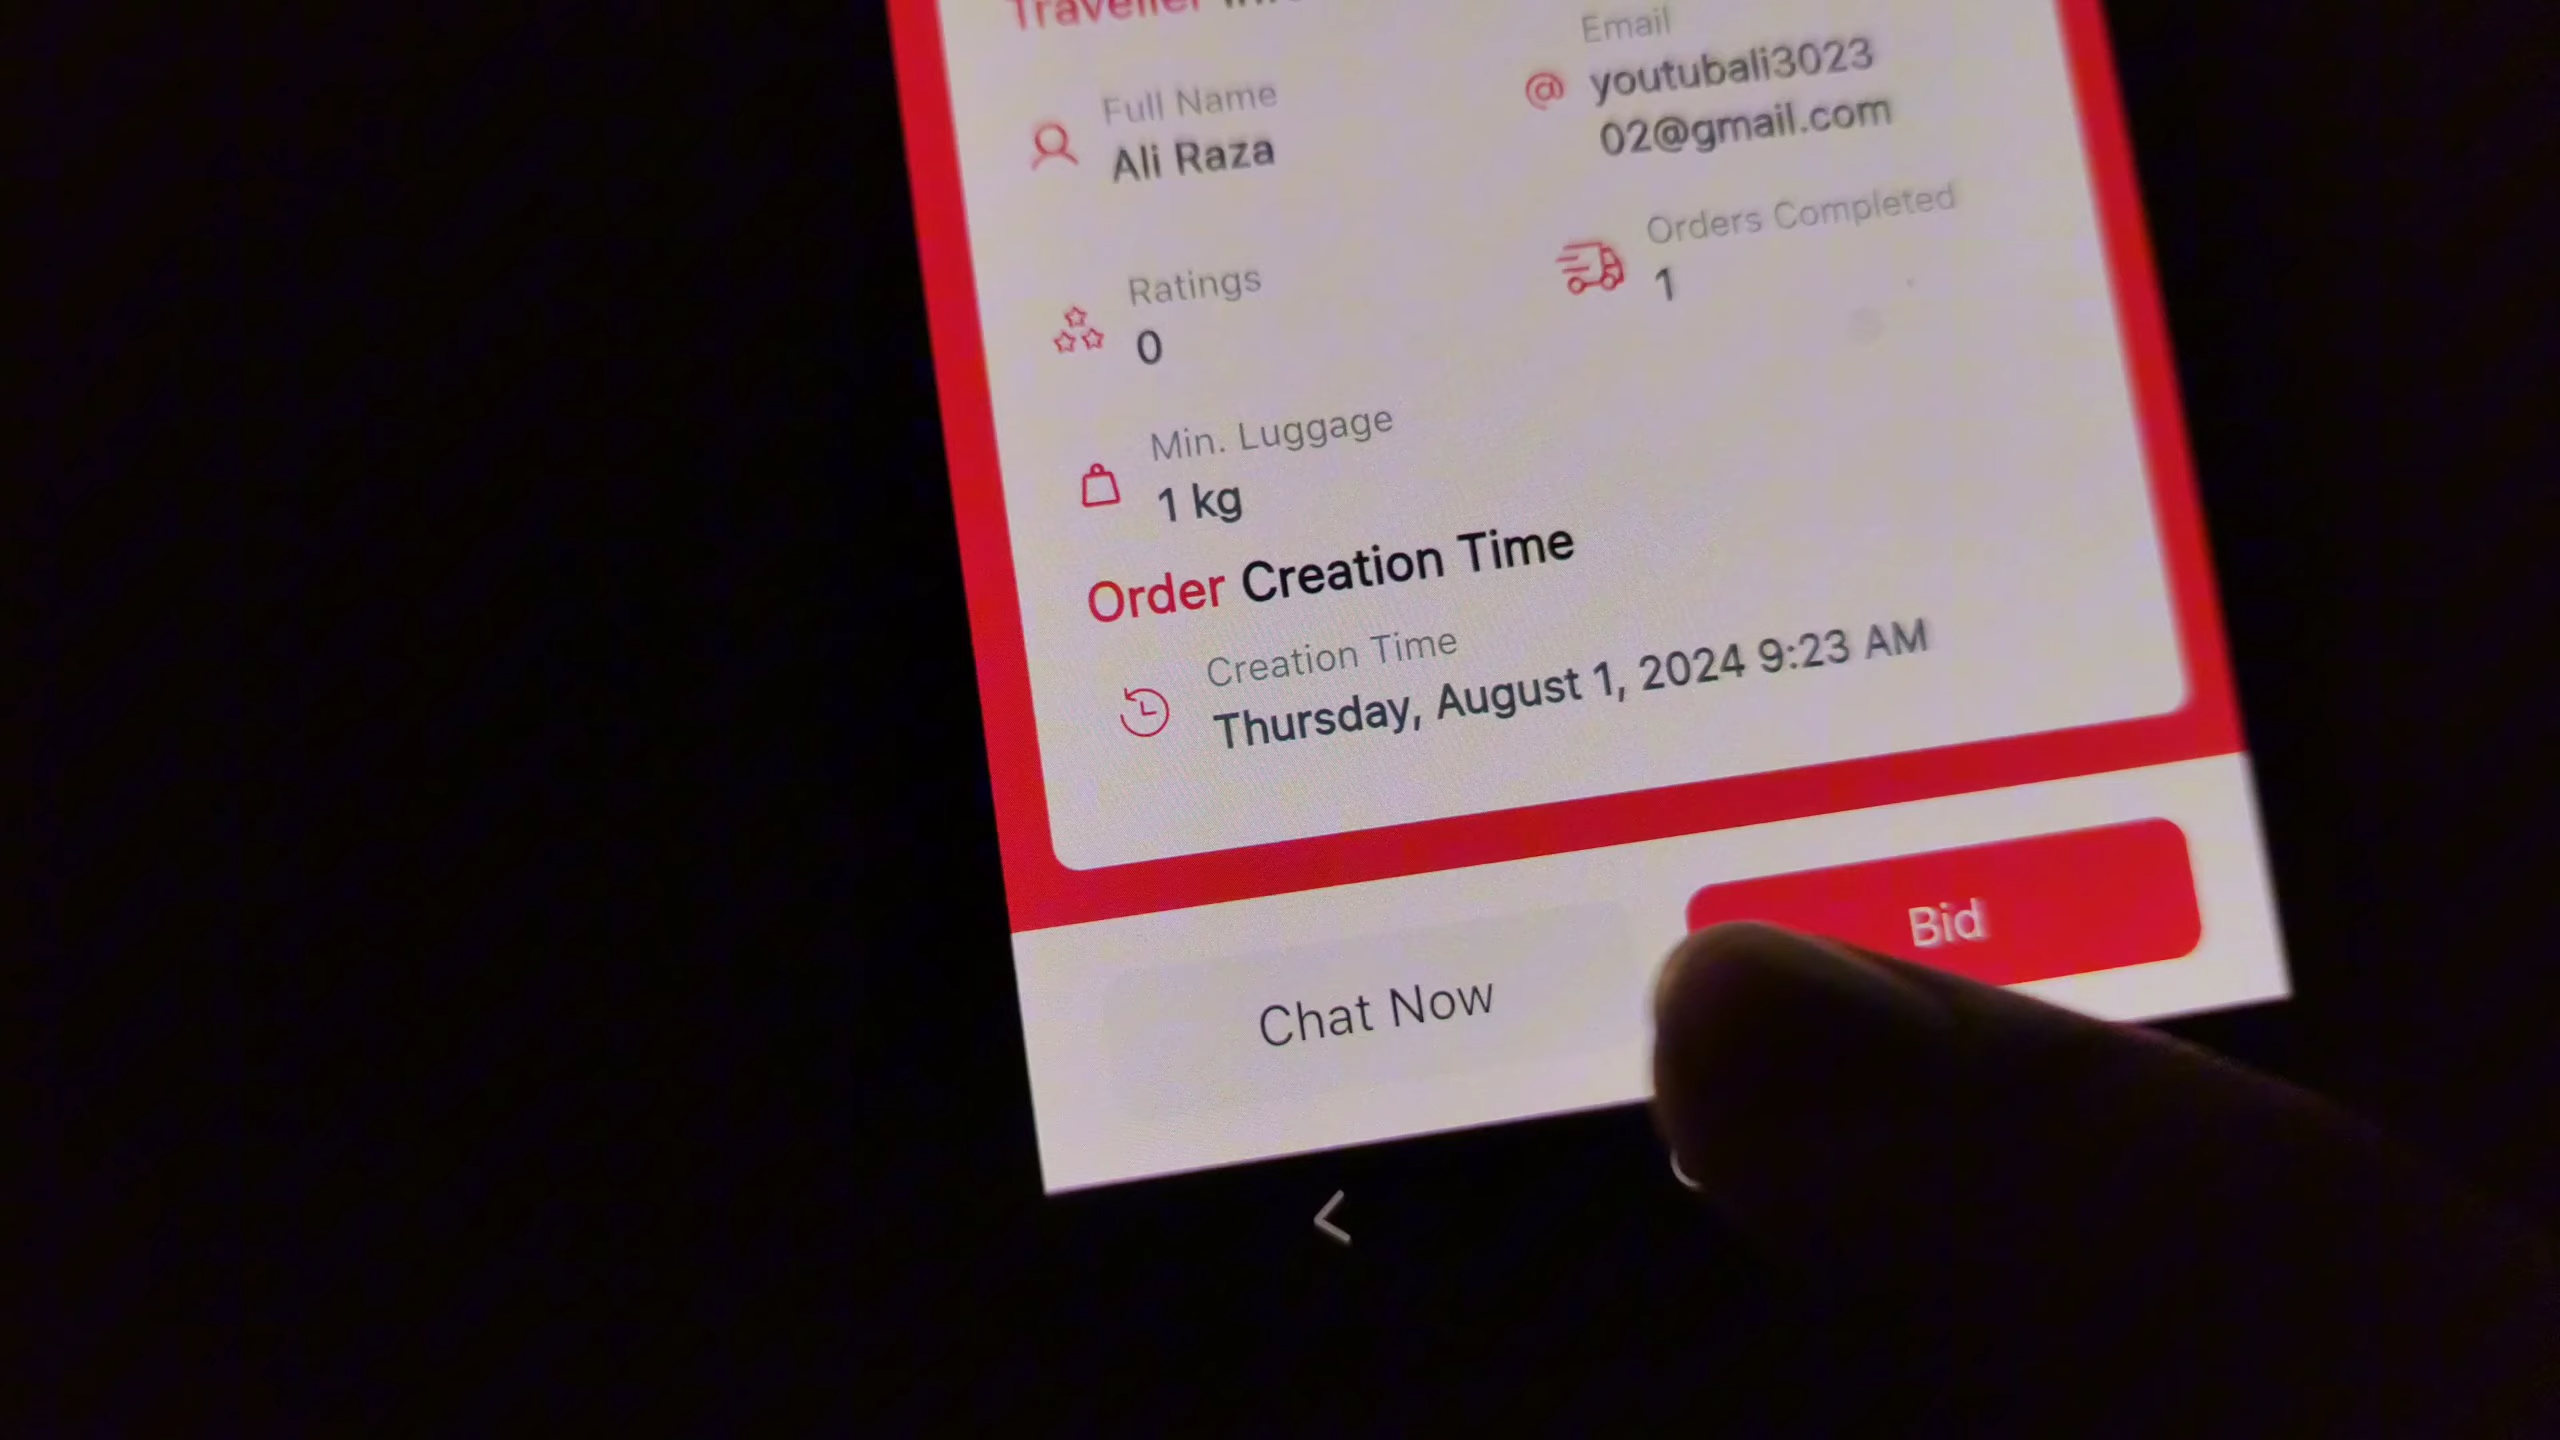 Traveller
Full Name
Ali Raza
Email
@ youtubali3023
02@gmail.com
Ratings
0
Orders Completed
1
Min. Luggage
1 kg
Order Creation Time
Creation Time
Thursday, August 1, 2024 9:23 AM
Chat Now
Bid